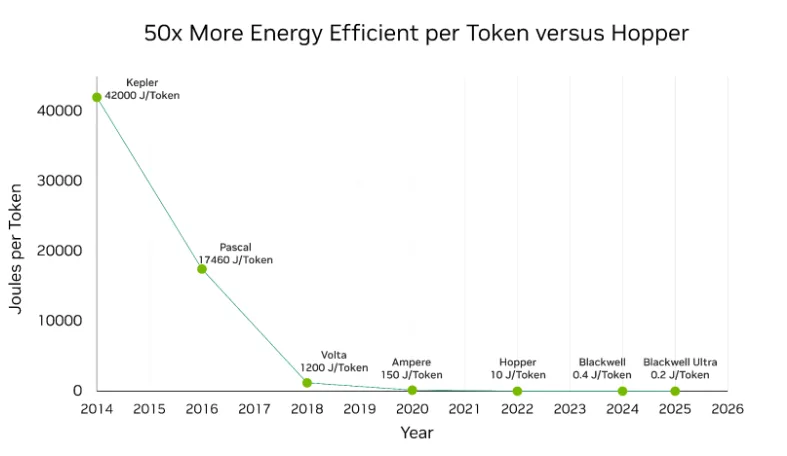 50x More Energy Efficient per Token versus Hopper
Kepler
42000 J/Token
40000
30000
Pascal
17460 J/Token
20000
10000
Volta
1200 J/Token
Ampere
150 J/Token
Hopper
10 J/Token
Blackwell
0.4 J/Token
Blackwell Ultra
0.2 J/Token
0
Joules per Token
2014 2015 2016 2017 2018 2019 2020 2021 2022 2023 2024 2025 2026
Year